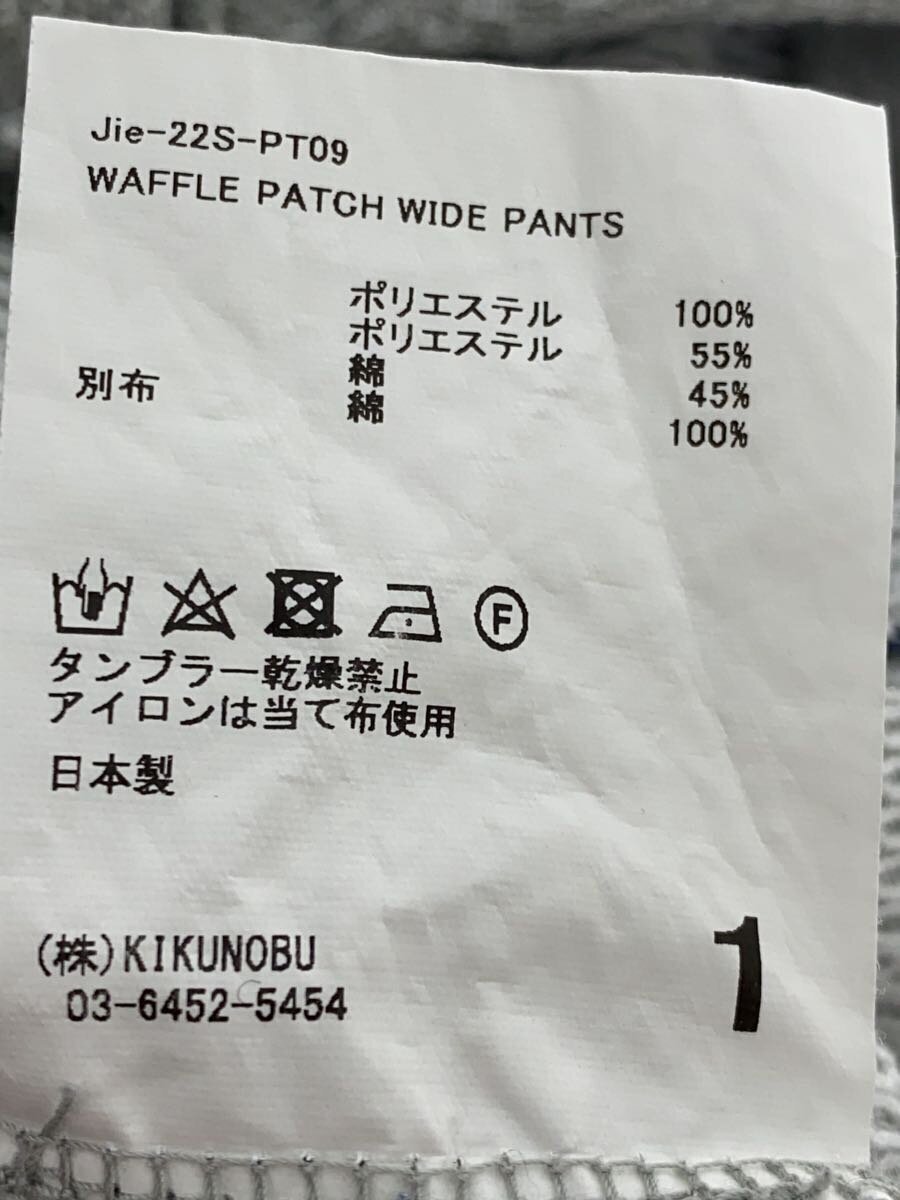 Jie-22S-PT09
WAFFLE PATCH WIDE PANTS
ポリエステル 100%
ポリエステル 55%
別布 綿 45%
綿 100%
F
タンブラー乾燥禁止
アイロンは当て布使用
日本製
(株)KIKUNOBU
03-6452-5454
1